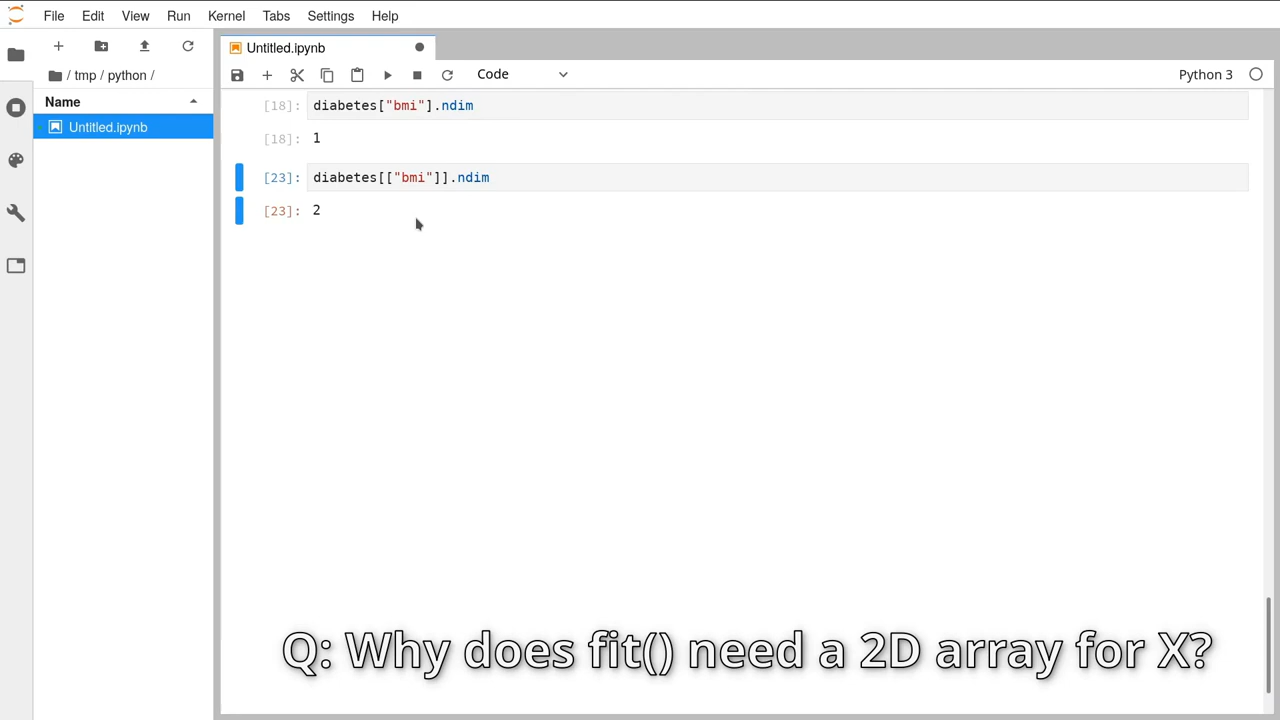 File Edit View Run Kernel Tabs Settings Help
/ tmp / python /
Name
Untitled.ipynb
Untitled.ipynb
Code
Python 3
[18]: diabetes["bmi"].ndim
[18]: 1
[23]: diabetes[["bmi"]].ndim
[23]: 2
Q: Why does fit() need a 2D array for X?